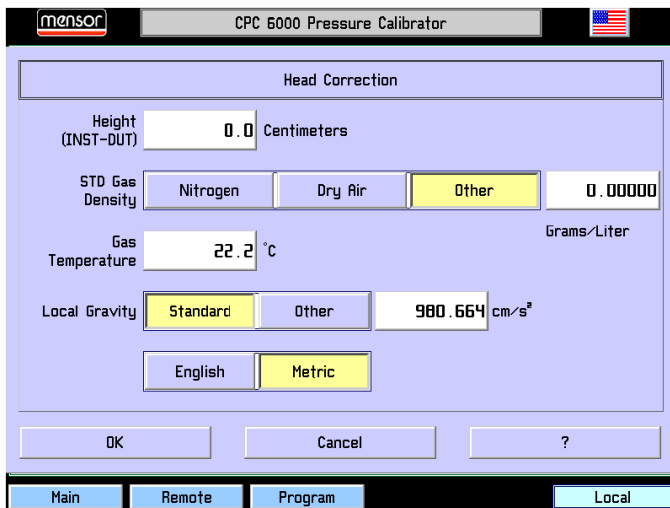 mensor
CPC 6000 Pressure Calibrator
Head Correction
Height
(INST-DUT)
0.0 Centimeters
STD Gas
Density
Nitrogen Dry Air Other 0.00000
Grams/Liter
Gas
Temperature
22.2 °C
Local Gravity Standard Other 980.664 cm/s²
English Metric
OK Cancel ?
Main Remote Program Local